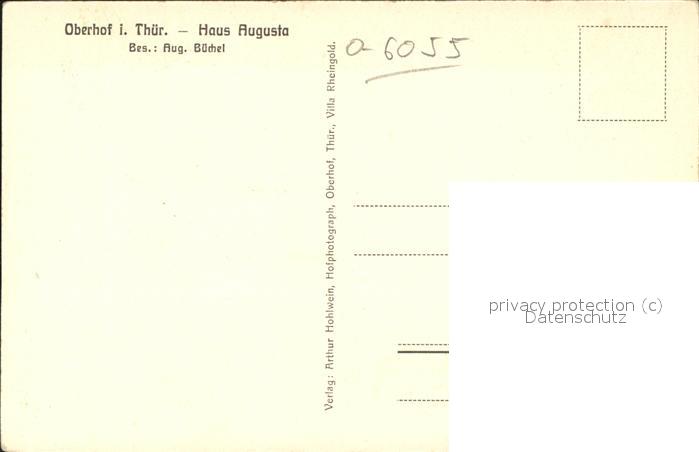 Oberhof i. Thür. – Haus Augusta
Bes.: Aug. Büchel
Verlag: Arthur Hohlwein, Hofphotograph, Oberhof, Thür., Villa Rheingold.
a-6055
privacy protection (c)
Datenschutz